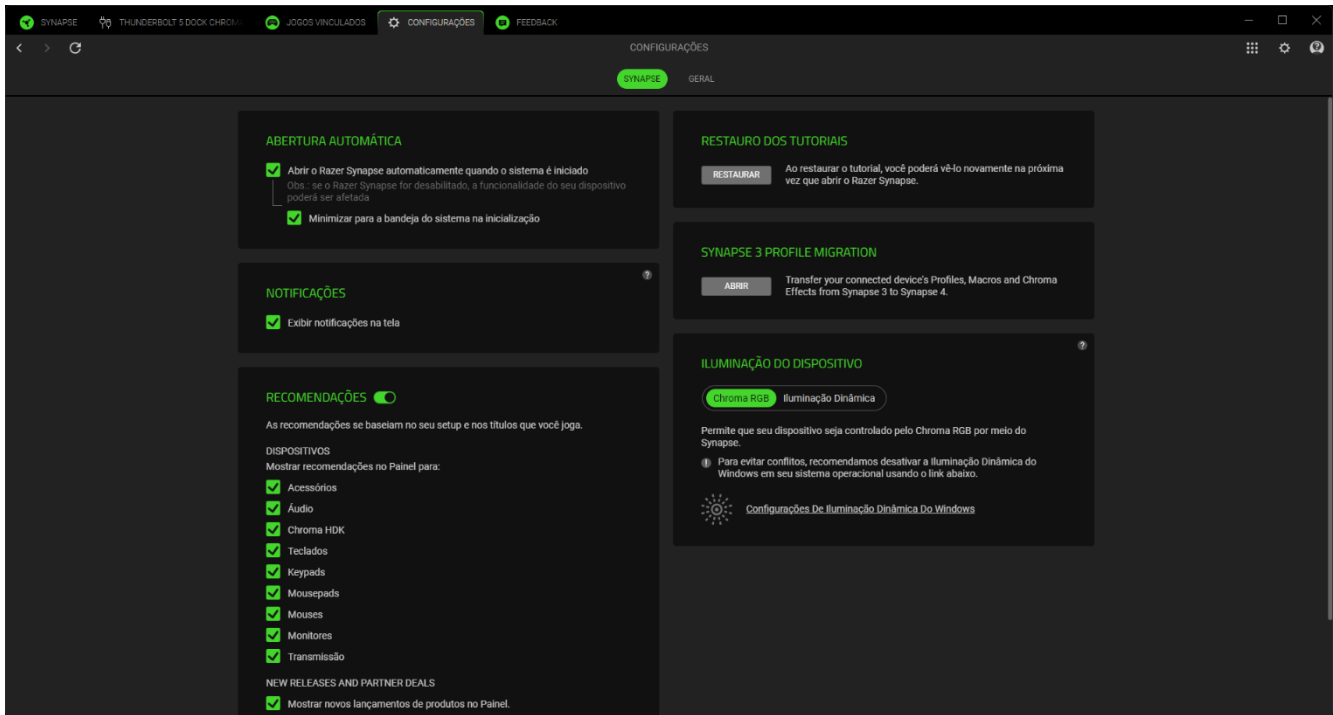 SYNAPSE
THUNDERBOLT 5 DOCK CHROMA
JOGOS VINCULADOS
CONFIGURAÇÕES
FEEDBACK
CONFIGURAÇÕES
SYNAPSE
GERAL
ABERTURA AUTOMÁTICA
Abrir o Razer Synapse automaticamente quando o sistema é iniciado
Obs.: se o Razer Synapse for desabilitado, a funcionalidade do seu dispositivo
poderá ser afetada
Minimizar para a bandeja do sistema na inicialização
NOTIFICAÇÕES
Exibir notificações na tela
RECOMENDAÇÕES
As recomendações se baseiam no seu setup e nos títulos que você joga.
DISPOSITIVOS
Mostrar recomendações no Painel para:
Acessórios
Áudio
Chroma HDK
Teclados
Keypads
Mousepads
Mouses
Monitores
Transmissão
NEW RELEASES AND PARTNER DEALS
Mostrar novos lançamentos de produtos no Painel.
RESTAURO DOS TUTORIAIS
RESTAURAR
Ao restaurar o tutorial, você poderá vê-lo novamente na próxima
vez que abrir o Razer Synapse.
SYNAPSE 3 PROFILE MIGRATION
ABRIR
Transfer your connected device's Profiles, Macros and Chroma
Effects from Synapse 3 to Synapse 4.
ILUMINAÇÃO DO DISPOSITIVO
Chroma RGB
Iluminação Dinâmica
Permite que seu dispositivo seja controlado pelo Chroma RGB por meio do
Synapse.
Para evitar conflitos, recomendamos desativar a Iluminação Dinâmica do
Windows em seu sistema operacional usando o link abaixo.
Configurações De Iluminação Dinâmica Do Windows